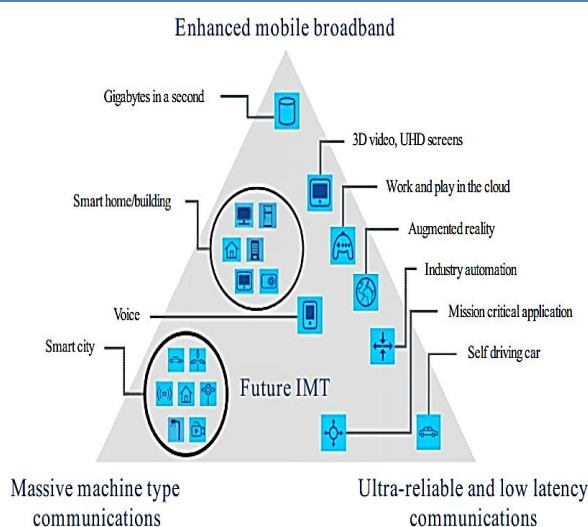 Enhanced mobile broadband
Gigabytes in a second
3D video, UHD screens
Work and play in the cloud
Smart home/building
Augmented reality
Industry automation
Mission critical application
Voice
Smart city
Self driving car
Future IMT
Massive machine type
communications
Ultra-reliable and low latency
communications